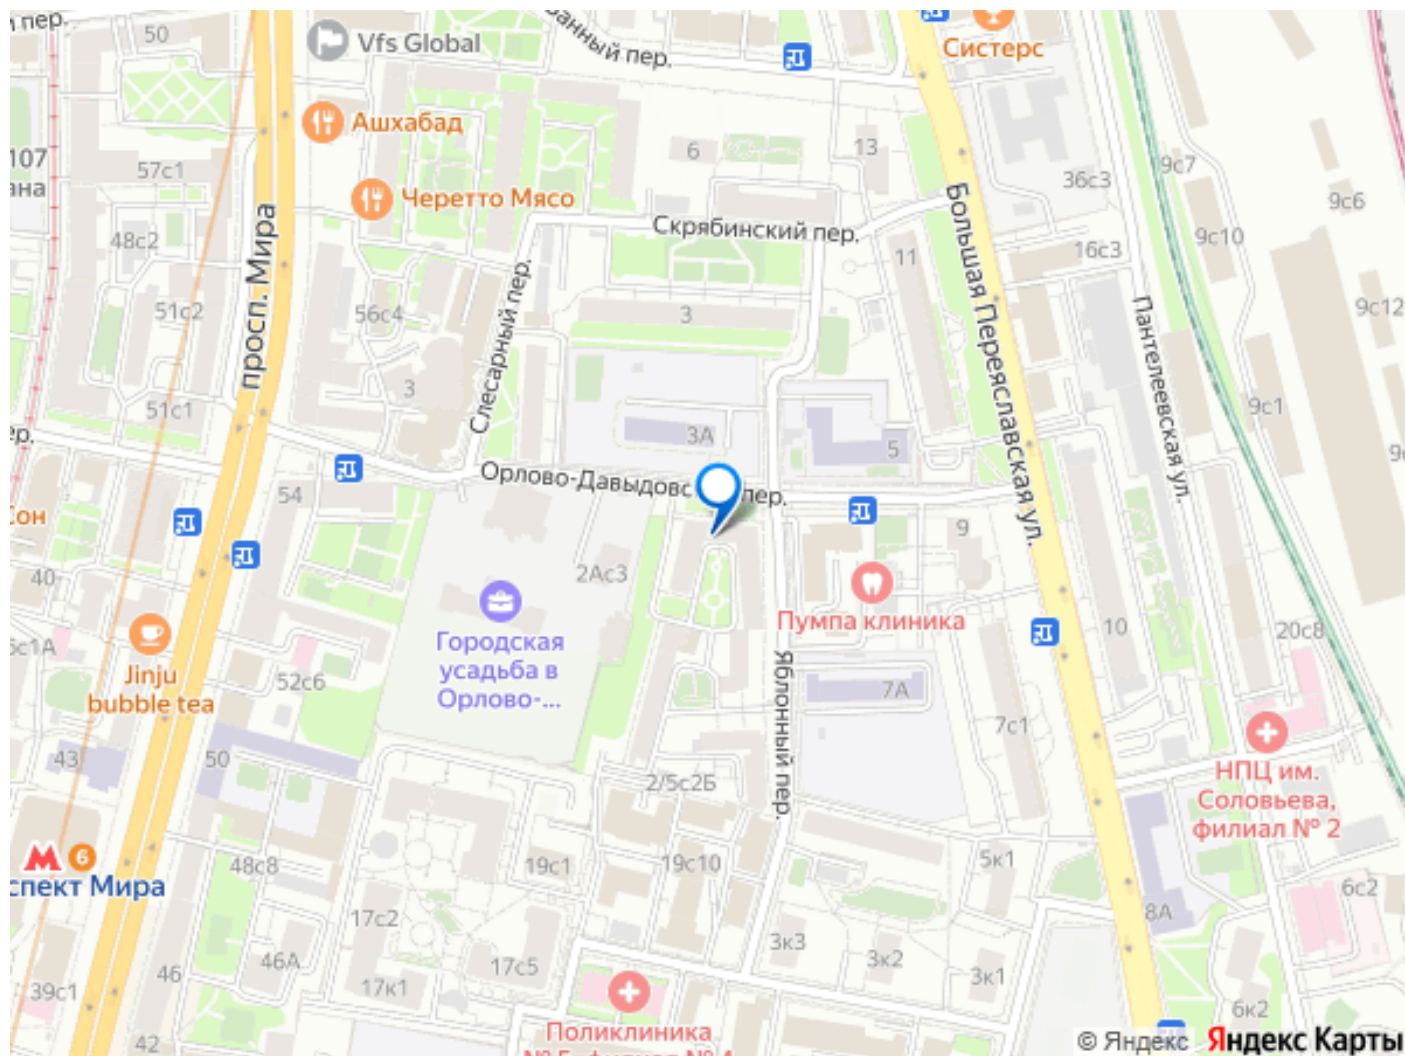 пер.
50
Vfs Global
Банный пер.
Систерс
Ашхабад
6
13
107
57с1
36с3
9с7
9с6
Черетто Мясо
Скрябинский пер.
48с2
просп. Мира
11
Большая Переяславская ул.
16с3
9с10
51с2
56с4
Слесарный пер.
3
Пантелеевская ул.
9с12
51с1
3
3А
5
9с1
Орлово-Давыдовс
пер.
54
9
40
2Ас3
Пумпа клиника
10
20с8
Городская
усадьба в
Орлово-...
Jinju
bubble tea
52с6
Яблонный пер.
7А
7с1
43
50
2/5с2Б
НПЦ им.
Соловьева,
филиал № 2
6
спект Мира
48с8
19с1
19с10
5к1
6с2
17с2
8А
46А
46
17с5
3к3
3к2
3к1
39с1
17к1
6к2
42
Поликлиника
© Яндекс Яндекс Карты